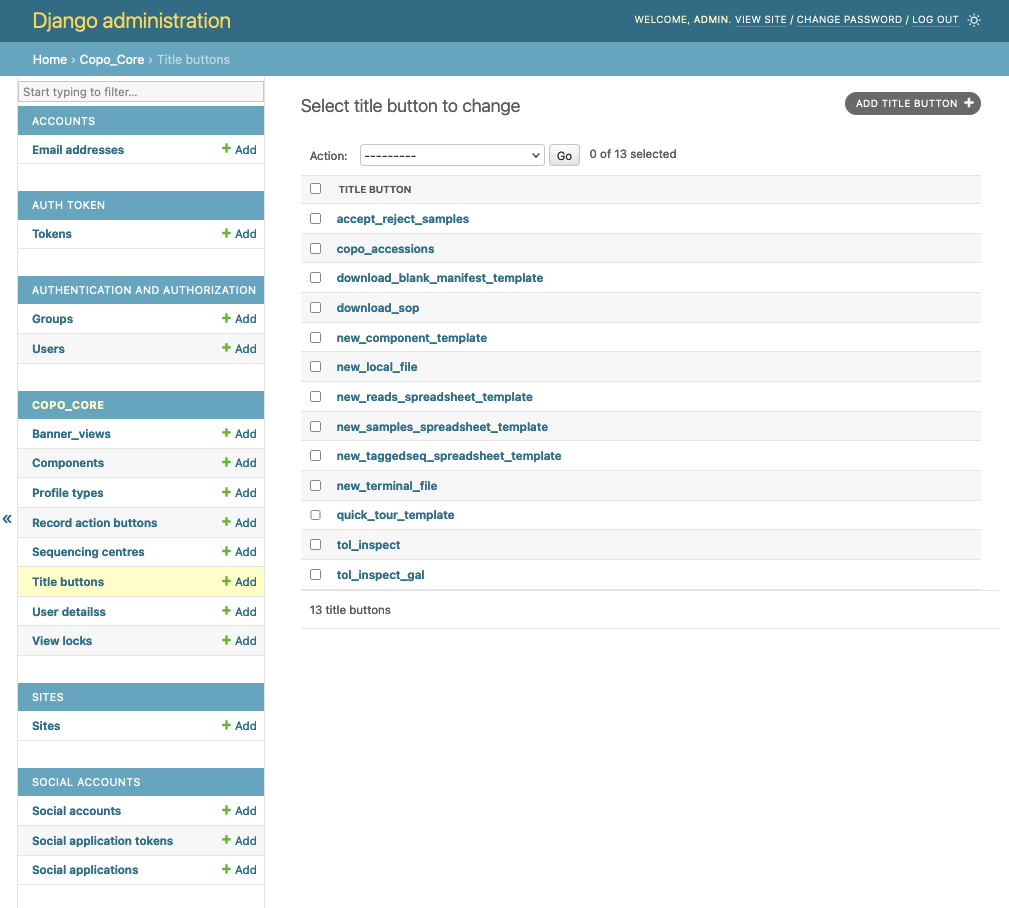 Django administration
WELCOME, ADMIN. VIEW SITE / CHANGE PASSWORD / LOG OUT
Home › Copo_Core › Title buttons
Start typing to filter...
ACCOUNTS
Email addresses + Add
AUTH TOKEN
Tokens + Add
AUTHENTICATION AND AUTHORIZATION
Groups + Add
Users + Add
COPO_CORE
Banner_views + Add
Components + Add
Profile types + Add
Record action buttons + Add
Sequencing centres + Add
Title buttons + Add
User detailss + Add
View locks + Add
SITES
Sites + Add
SOCIAL ACCOUNTS
Social accounts + Add
Social application tokens + Add
Social applications + Add
«
Select title button to change
ADD TITLE BUTTON +
Action: --------- Go 0 of 13 selected
TITLE BUTTON
accept_reject_samples
copo_accessions
download_blank_manifest_template
download_sop
new_component_template
new_local_file
new_reads_spreadsheet_template
new_samples_spreadsheet_template
new_taggedseq_spreadsheet_template
new_terminal_file
quick_tour_template
tol_inspect
tol_inspect_gal
13 title buttons